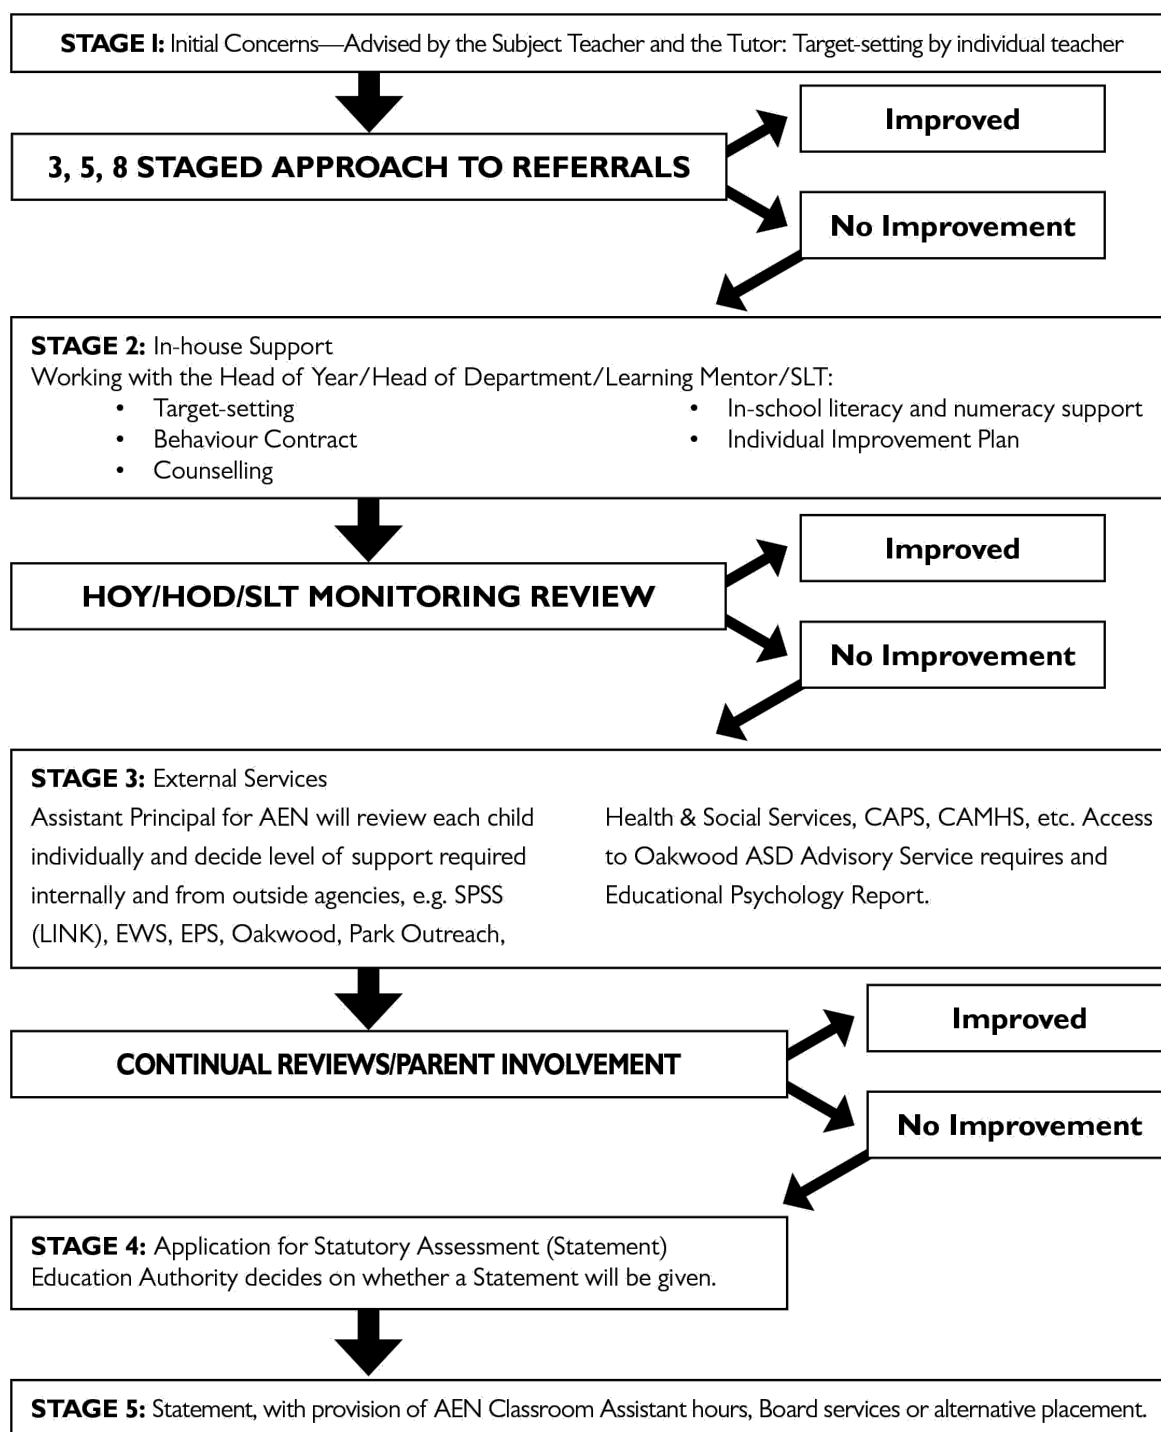 STAGE 1: Initial Concerns—Advised by the Subject Teacher and the Tutor: Target-setting by individual teacher
3, 5, 8 STAGED APPROACH TO REFERRALS
Improved
No Improvement
STAGE 2: In-house Support
Working with the Head of Year/Head of Department/Learning Mentor/SLT:
• Target-setting
• Behaviour Contract
• Counselling
• In-school literacy and numeracy support
• Individual Improvement Plan
HOY/HOD/SLT MONITORING REVIEW
Improved
No Improvement
STAGE 3: External Services
Assistant Principal for AEN will review each child
individually and decide level of support required
internally and from outside agencies, e.g. SPSS
(LINK), EWS, EPS, Oakwood, Park Outreach,
Health & Social Services, CAPS, CAMHS, etc. Access
to Oakwood ASD Advisory Service requires and
Educational Psychology Report.
CONTINUAL REVIEWS/PARENT INVOLVEMENT
Improved
No Improvement
STAGE 4: Application for Statutory Assessment (Statement)
Education Authority decides on whether a Statement will be given.
STAGE 5: Statement, with provision of AEN Classroom Assistant hours, Board services or alternative placement.